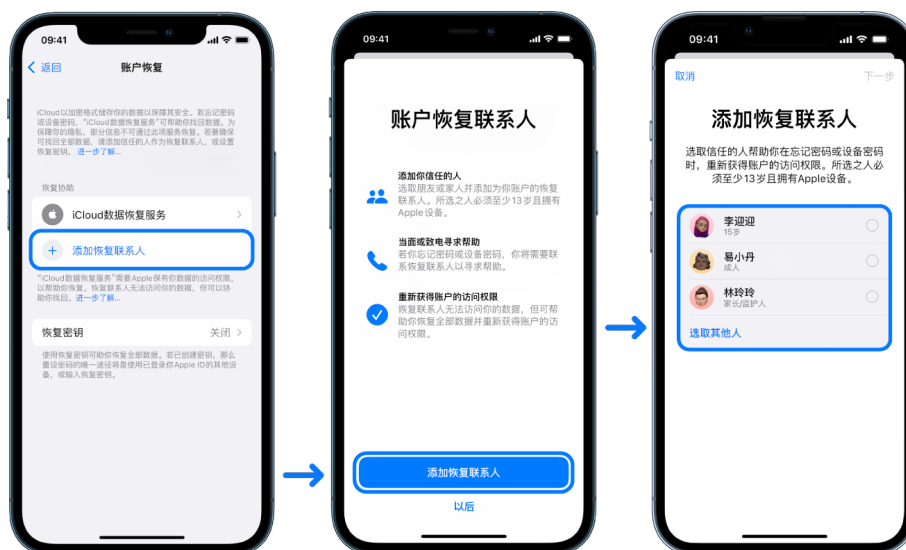 09:41
返回
账户恢复
iCloud以加密格式储存你的数据以保障其安全。若忘记密码
或设备密码，“iCloud数据恢复服务”可帮助你找回数据。为
保障你的隐私，部分信息不可通过此项服务恢复。若要确保
可找回全部数据，请添加信任的人作为恢复联系人，或设置
恢复密钥。 进一步了解...
恢复协助
iCloud数据恢复服务
添加恢复联系人
“iCloud数据恢复服务”需要Apple保有你数据的访问权限，
以帮助你恢复。恢复联系人无法访问你的数据，但可以协
助你找回。进一步了解...
恢复密钥
关闭
使用恢复密钥可助你恢复全部数据。若已创建密钥，那么
重设密码的唯一途径将是使用已登录你Apple ID的其他设
备，或输入恢复密钥。
09:41
账户恢复联系人
添加你信任的人
选取朋友或家人并添加为你账户的恢复
联系人。所选之人必须至少13岁且拥有
Apple设备。
当面或致电寻求帮助
若你忘记密码或设备密码，你将需要联
系恢复联系人以寻求帮助。
重新获得账户的访问权限
恢复联系人无法访问你的数据，但可帮
助你恢复全部数据并重新获得账户的访
问权限。
添加恢复联系人
以后
09:41
取消
下一步
添加恢复联系人
选取信任的人帮助你在忘记密码或设备密码
时，重新获得账户的访问权限。所选之人必
须至少13岁且拥有Apple设备。
李迎迎
15岁
易小丹
成人
林玲玲
家长/监护人
选取其他人